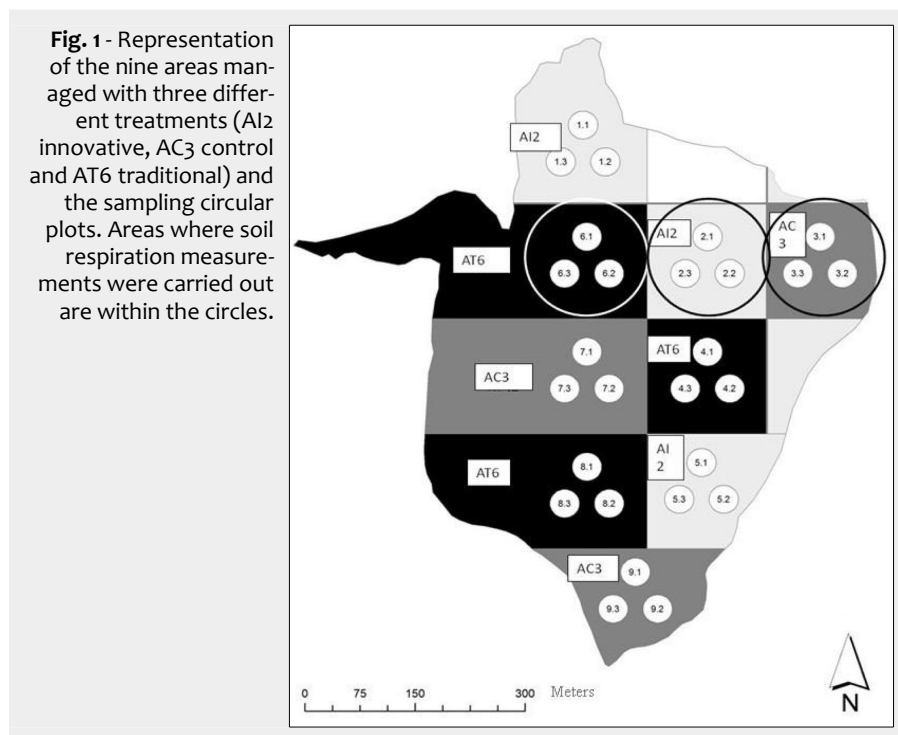 Fig. 1 - Representation
of the nine areas man-
aged with three differ-
ent treatments (AI2
innovative, AC3 control
and AT6 traditional) and
the sampling circular
plots. Areas where soil
respiration measure-
ments were carried out
are within the circles.
AI2
1.1
1.3
1.2
AT6
6.1
6.3
6.2
AI2
2.1
2.3
2.2
AC
3
3.1
3.3
3.2
AC3
7.1
7.3
7.2
AT6
4.1
4.3
4.2
AT6
8.1
8.3
8.2
AI
2
5.1
5.3
5.2
AC3
9.1
9.3
9.2
0 75 150 300 Meters
N